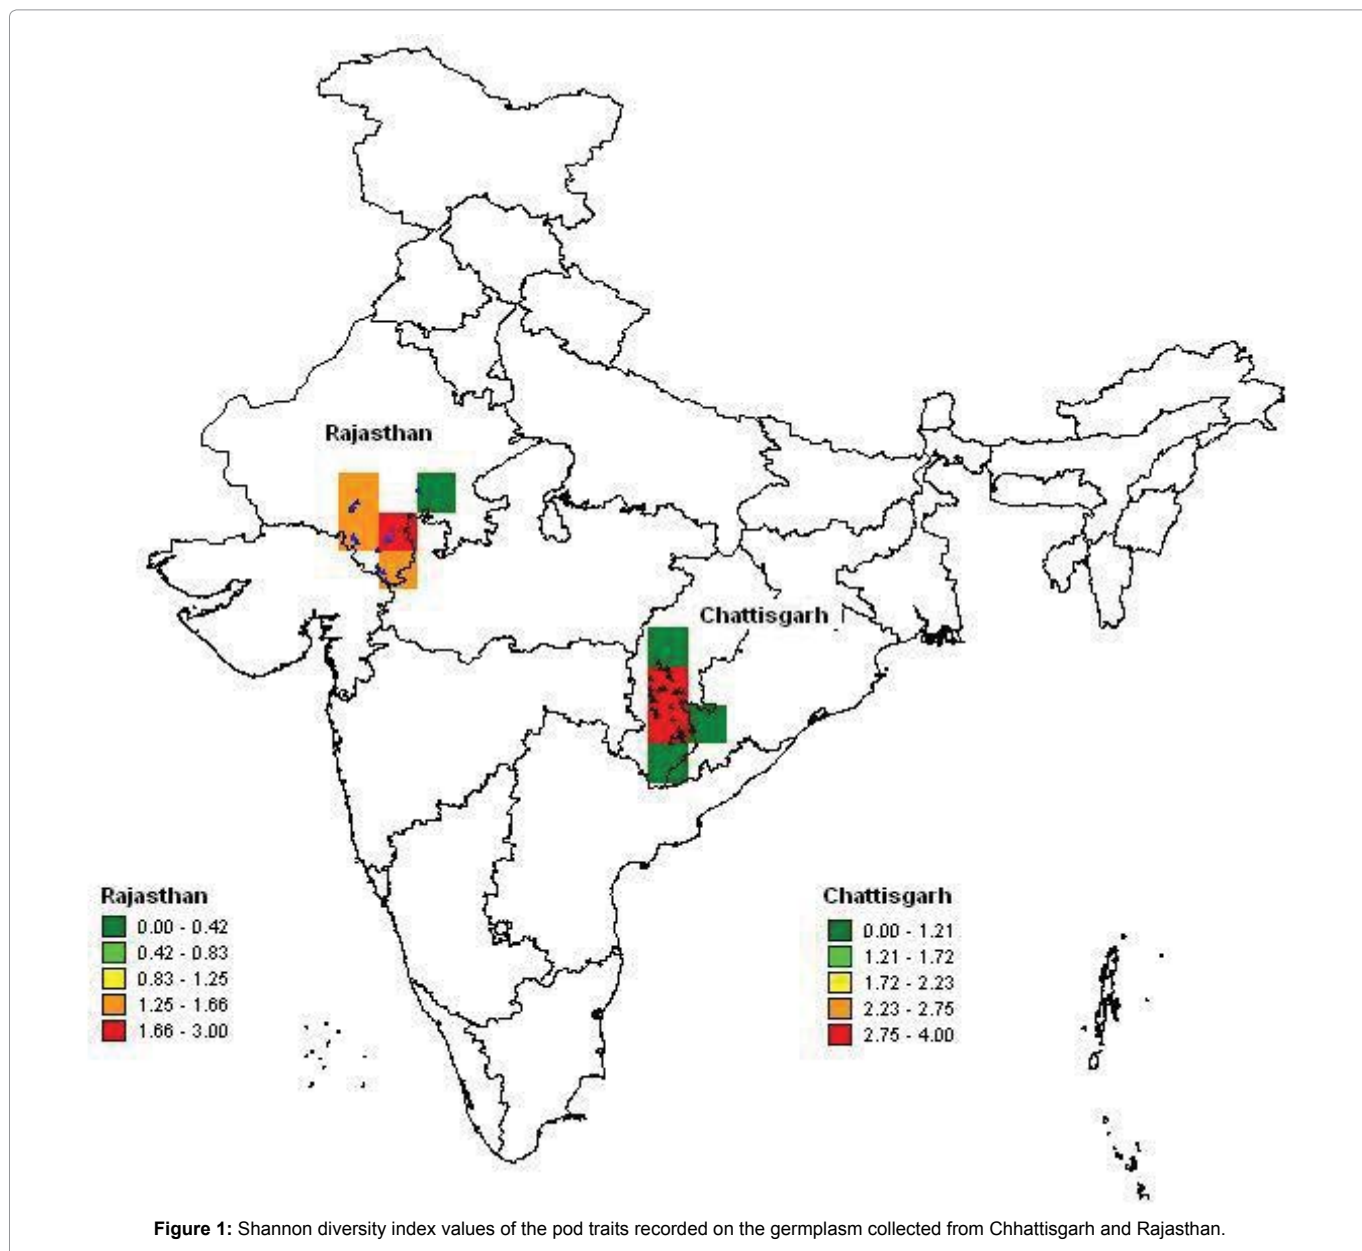 Rajasthan
Chattisgarh
Rajasthan
0.00 - 0.42
0.42 - 0.83
0.83 - 1.25
1.25 - 1.66
1.66 - 3.00
Chattisgarh
0.00 - 1.21
1.21 - 1.72
1.72 - 2.23
2.23 - 2.75
2.75 - 4.00
Figure 1: Shannon diversity index values of the pod traits recorded on the germplasm collected from Chhattisgarh and Rajasthan.